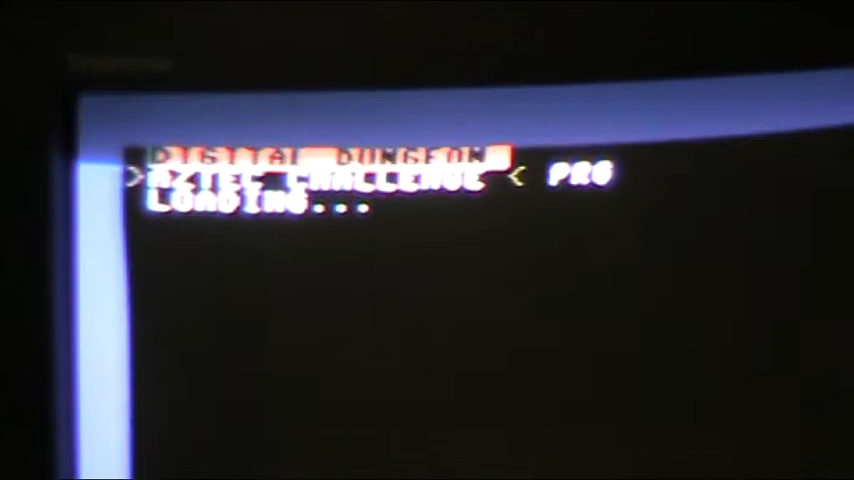 DIGITAL DUNGEON
>AZTEC CHALLENGE < PRG
LOADING...